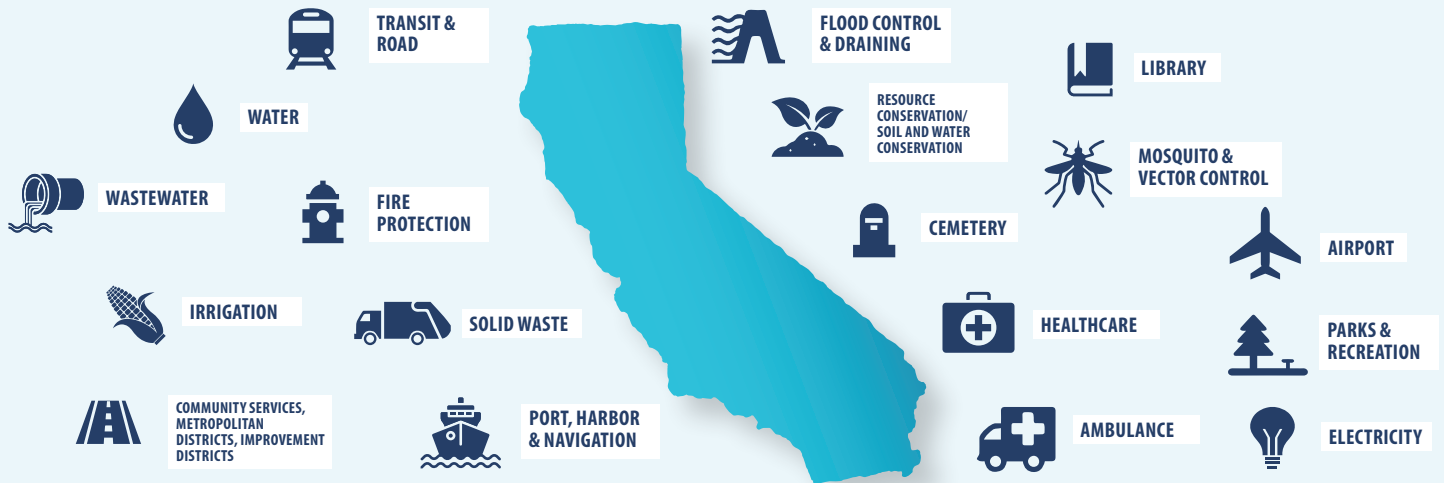 TRANSIT &
ROAD
WATER
WASTEWATER
FIRE
PROTECTION
IRRIGATION
SOLID WASTE
COMMUNITY SERVICES,
METROPOLITAN
DISTRICTS, IMPROVEMENT
DISTRICTS
PORT, HARBOR
& NAVIGATION
FLOOD CONTROL
& DRAINING
LIBRARY
RESOURCE
CONSERVATION/
SOIL AND WATER
CONSERVATION
MOSQUITO &
VECTOR CONTROL
CEMETERY
AIRPORT
HEALTHCARE
PARKS &
RECREATION
AMBULANCE
ELECTRICITY